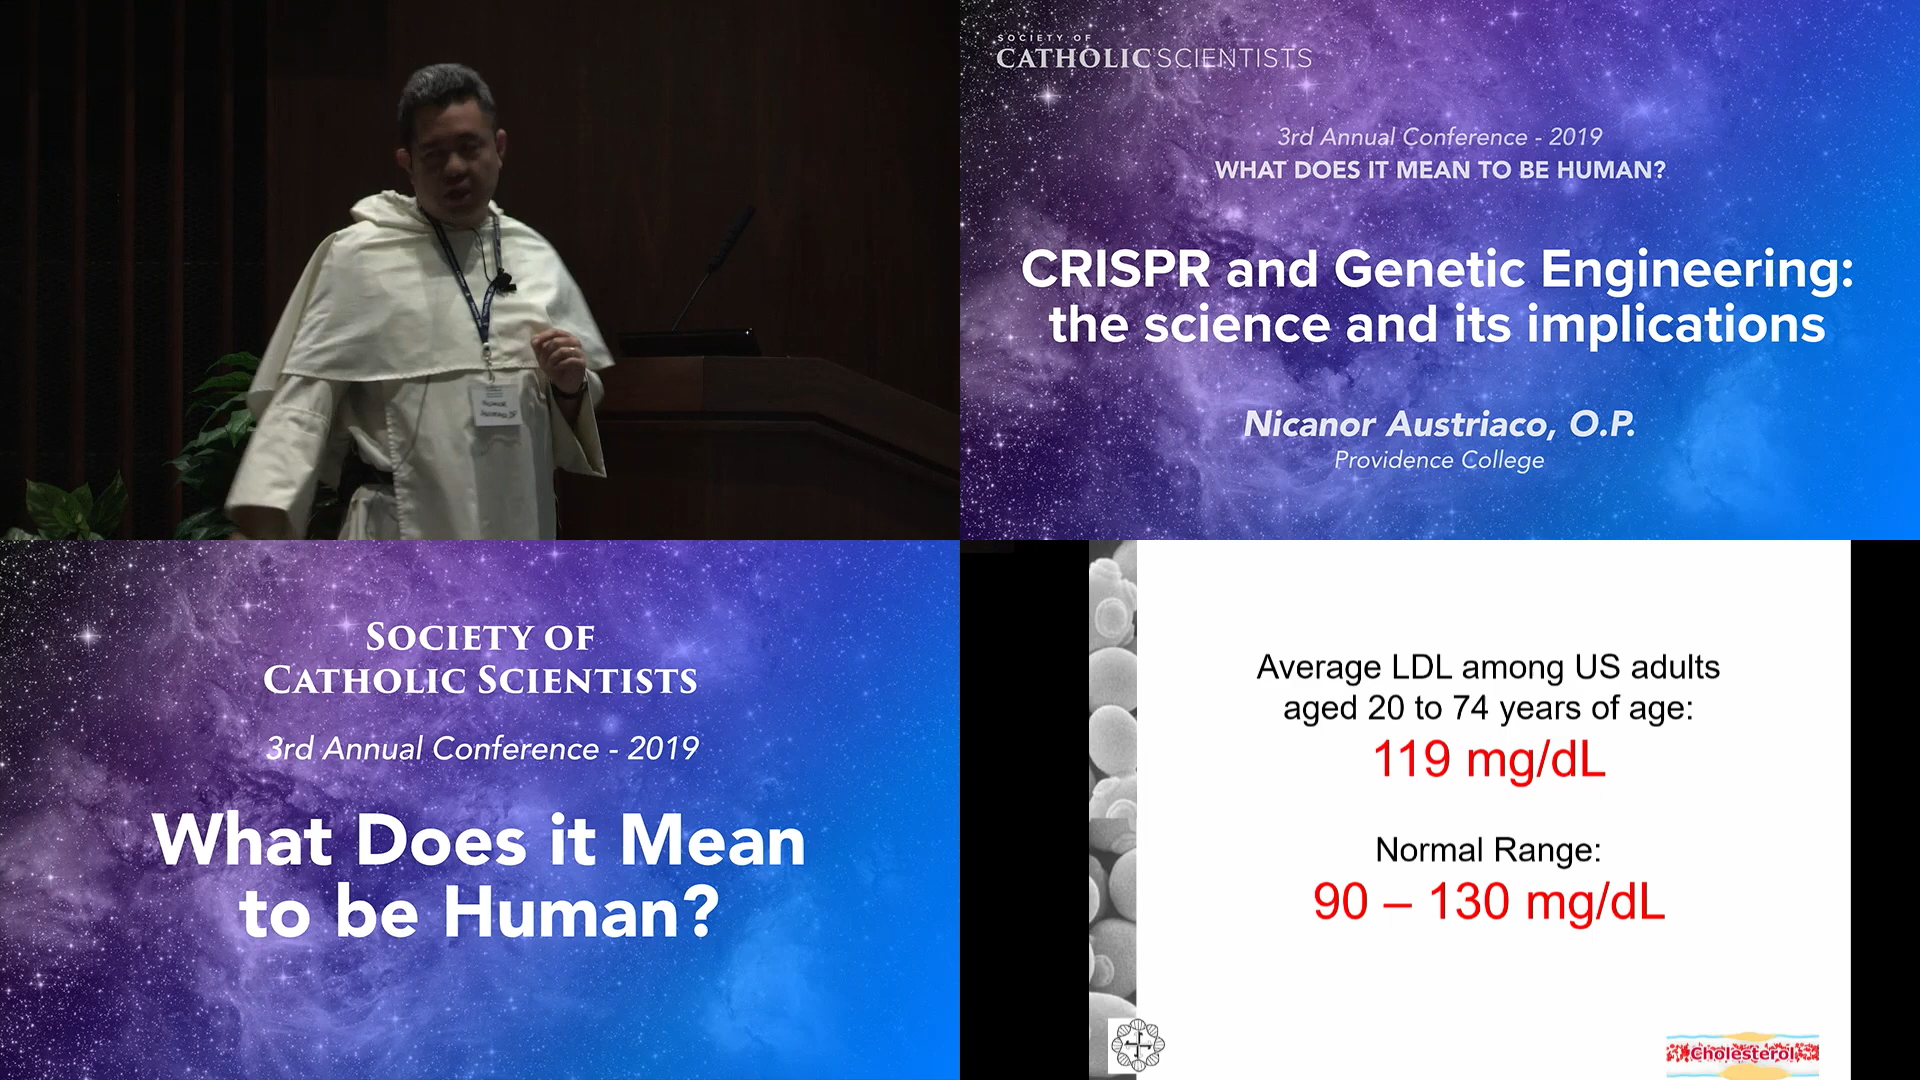 SOCIETY OF
CATHOLIC SCIENTISTS
3rd Annual Conference - 2019
WHAT DOES IT MEAN TO BE HUMAN?
CRISPR and Genetic Engineering:
the science and its implications
Nicanor Austriaco, O.P.
Providence College
SOCIETY OF
CATHOLIC SCIENTISTS
3rd Annual Conference - 2019
What Does it Mean
to be Human?
Average LDL among US adults
aged 20 to 74 years of age:
119 mg/dL
Normal Range:
90 – 130 mg/dL
Cholesterol